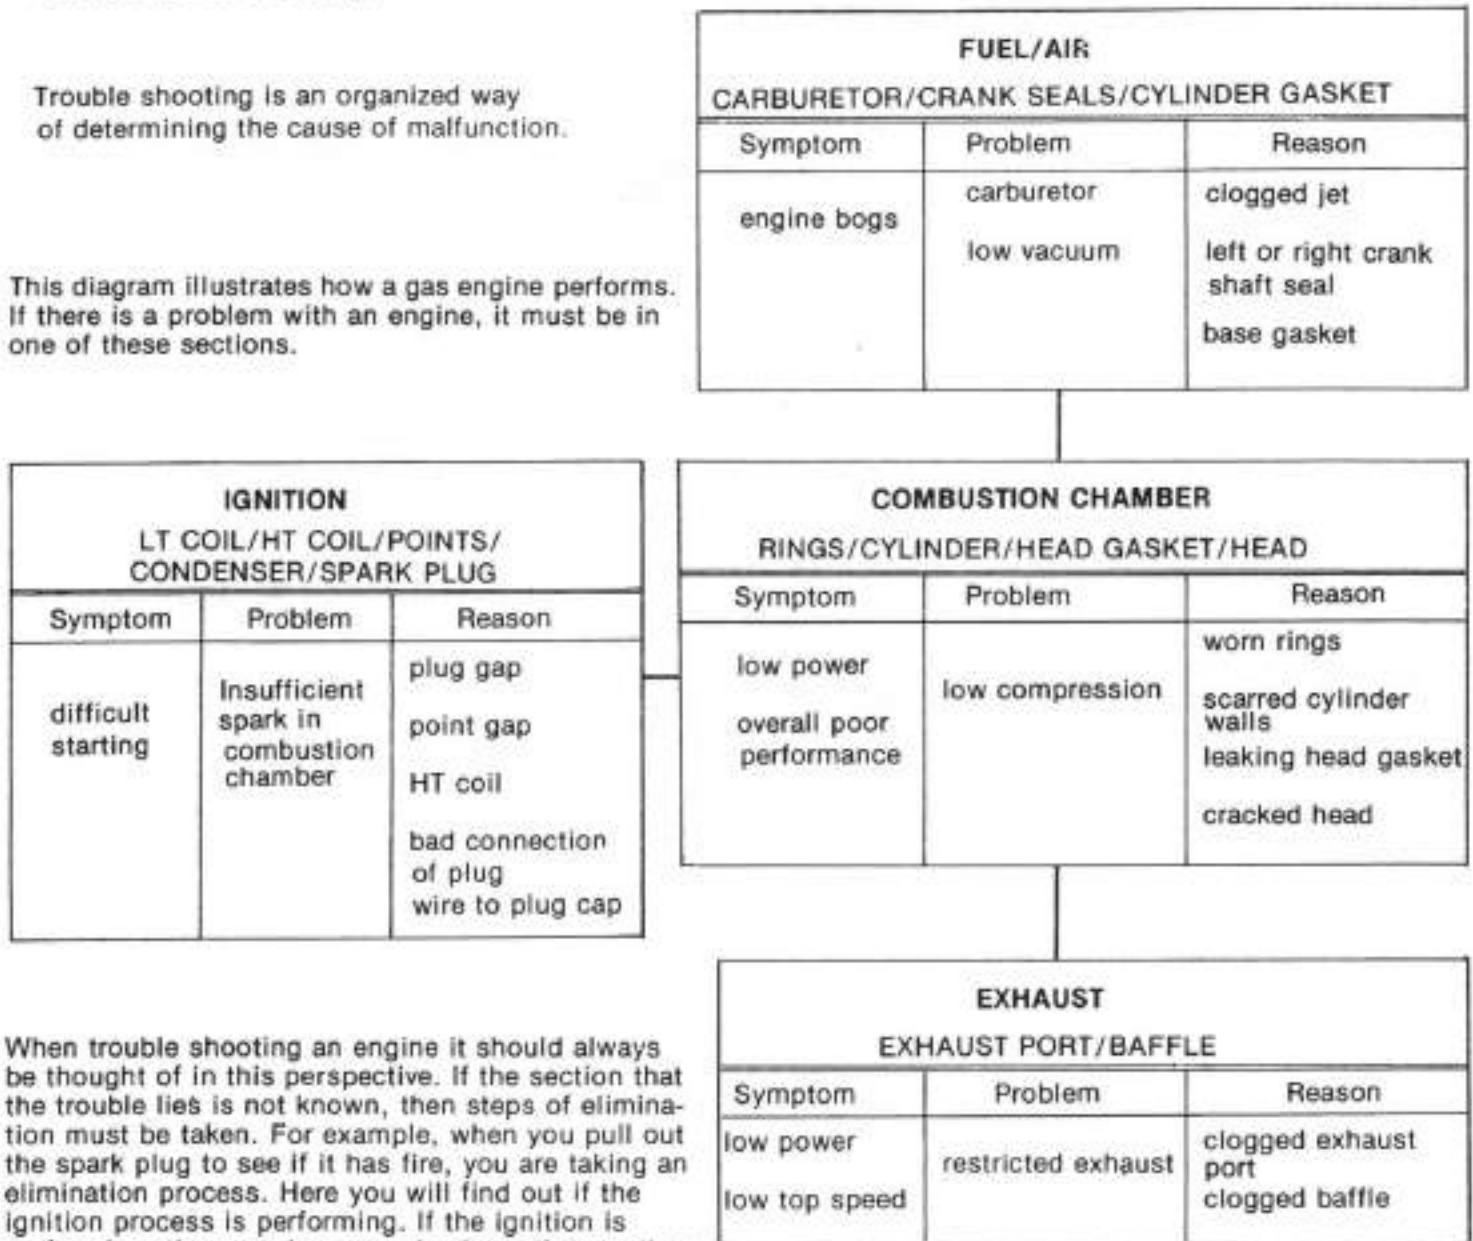 Trouble shooting is an organized way
of determining the cause of malfunction.
This diagram illustrates how a gas engine performs.
If there is a problem with an engine, it must be in
one of these sections.
FUEL/AIR
CARBURETOR/CRANK SEALS/CYLINDER GASKET
Symptom Problem Reason
engine bogs
carburetor
low vacuum
clogged jet
left or right crank
shaft seal
base gasket
IGNITION
LT COIL/HT COIL/POINTS/
CONDENSER/SPARK PLUG
Symptom Problem Reason
difficult
starting
Insufficient
spark in
combustion
chamber
plug gap
point gap
HT coil
bad connection
of plug
wire to plug cap
COMBUSTION CHAMBER
RINGS/CYLINDER/HEAD GASKET/HEAD
Symptom Problem Reason
low power
overall poor
performance
low compression
worn rings
scarred cylinder
walls
leaking head gasket
cracked head
When trouble shooting an engine it should always
be thought of in this perspective. If the section that
the trouble lies is not known, then steps of elimina-
tion must be taken. For example, when you pull out
the spark plug to see if it has fire, you are taking an
elimination process. Here you will find out if the
ignition process is performing. If the ignition is
EXHAUST
EXHAUST PORT/BAFFLE
Symptom Problem Reason
low power
low top speed
restricted exhaust
clogged exhaust
port
clogged baffle